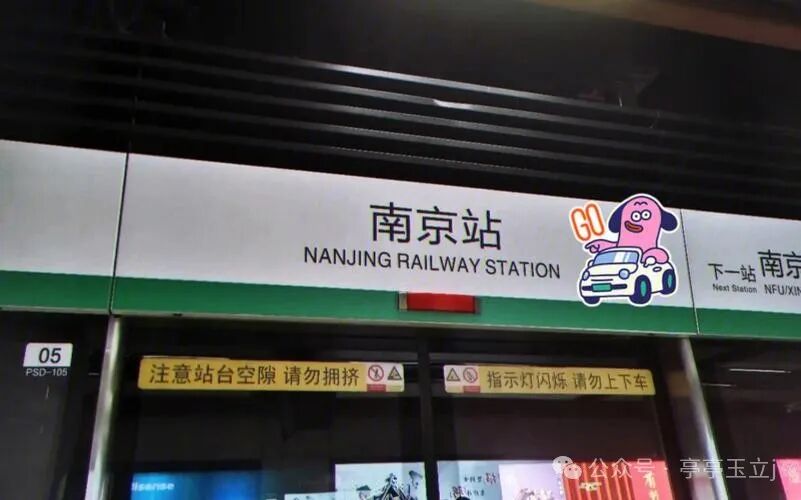 南京站
NANJING RAILWAY STATION
GO
下一站 南京
Next Station NFU/XIN
05
PSD-105
注意站台空隙 请勿拥挤
指示灯闪烁 请勿上下车
Hisense
公众号 · 亭亭玉立j